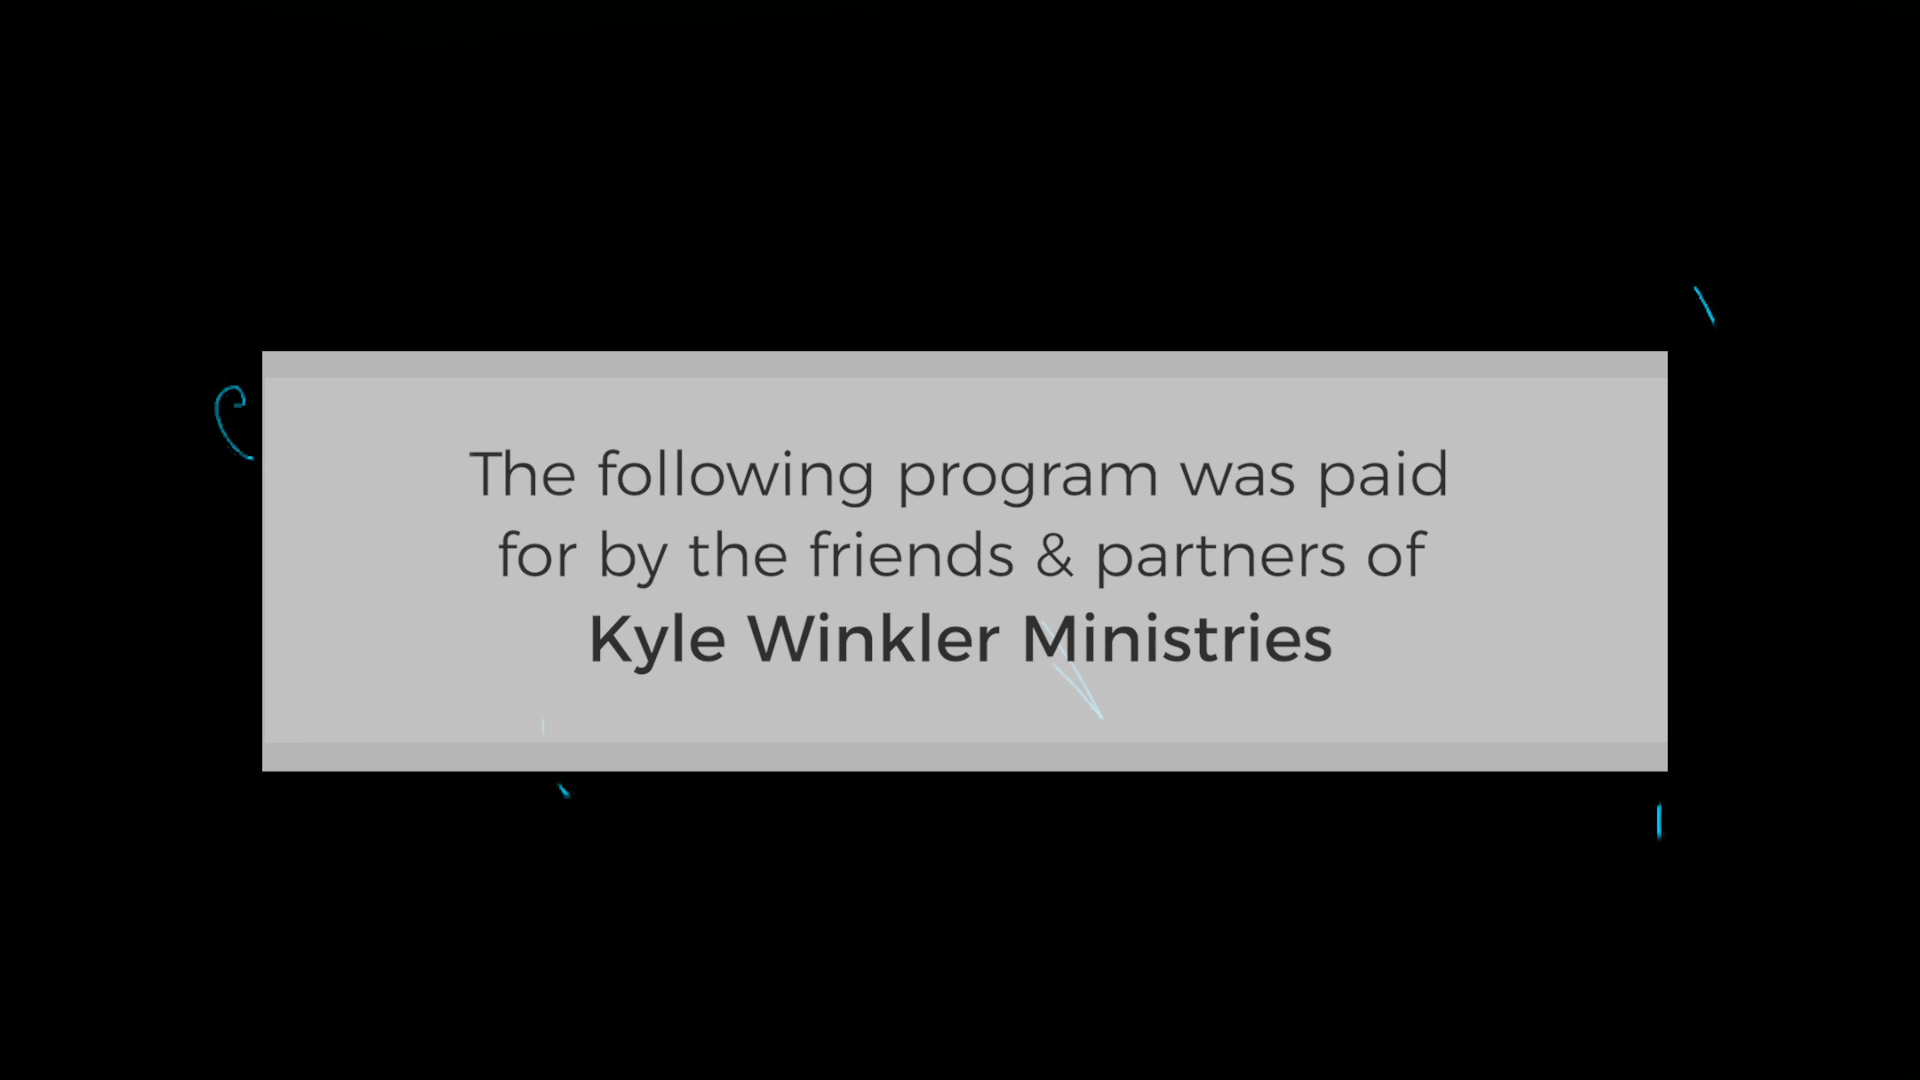 The following program was paid
for by the friends & partners of
Kyle Winkler Ministries